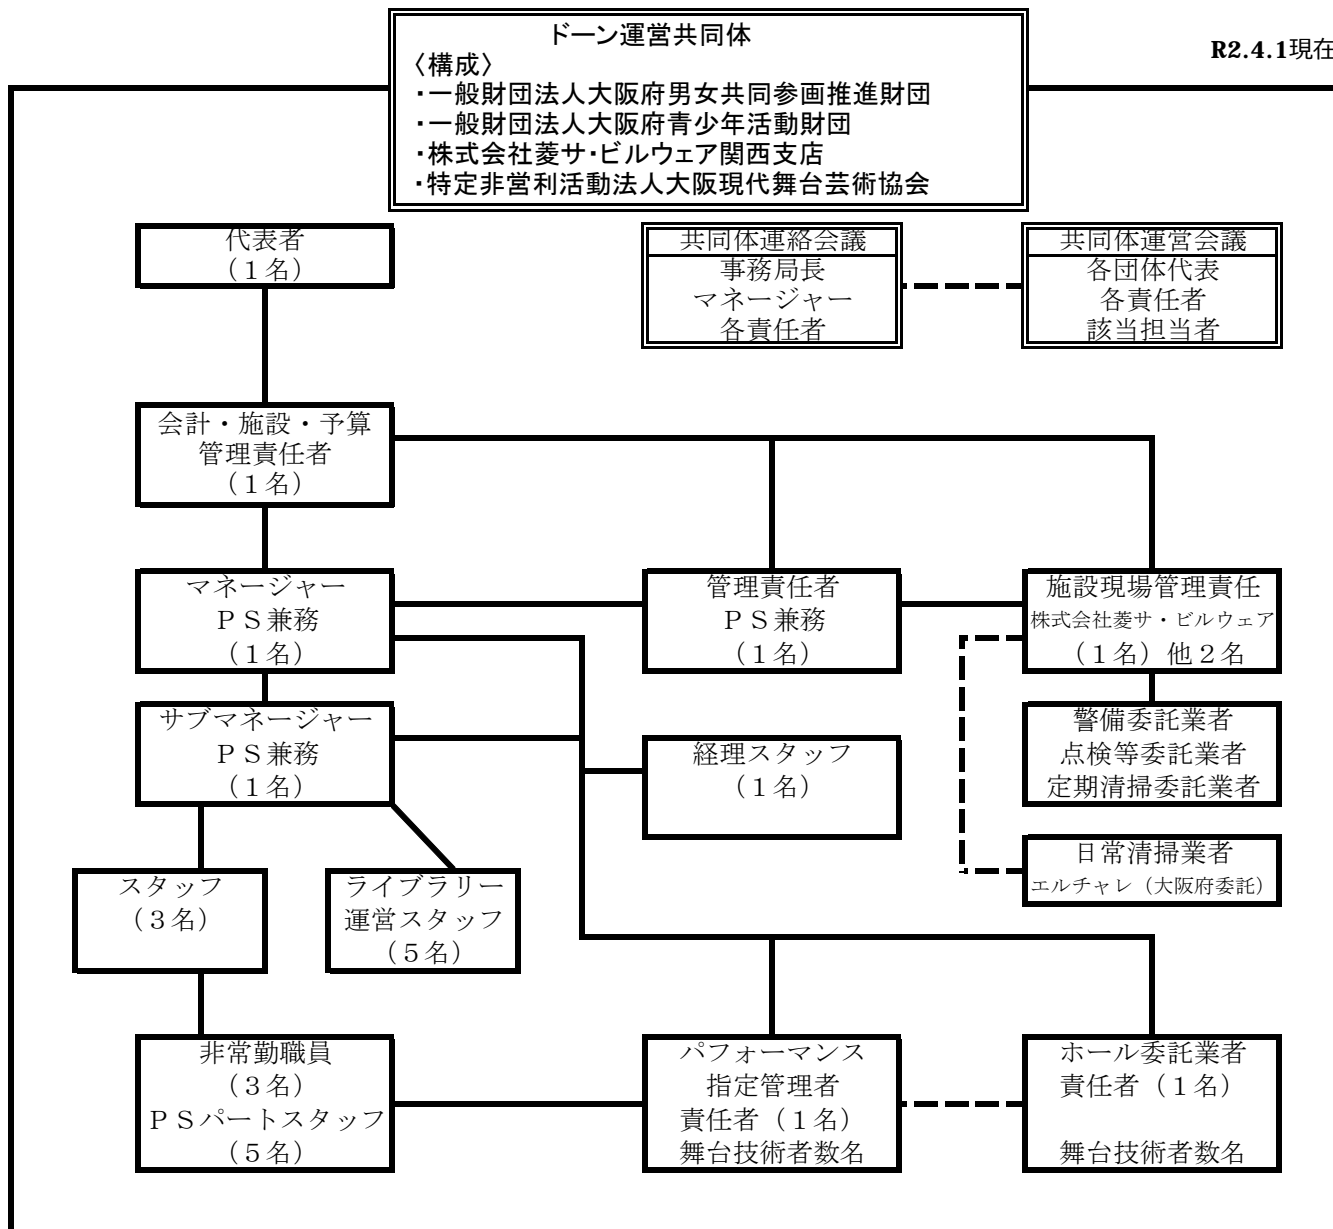 ドーン運営共同体
〈構成〉
・一般財団法人大阪府男女共同参画推進財団
・一般財団法人大阪府青少年活動財団
・株式会社菱サ・ビルウェア関西支店
・特定非営利活動法人大阪現代舞台芸術協会
R2.4.1現在
代表者
（１名）
共同体連絡会議
事務局長
マネージャー
各責任者
共同体運営会議
各団体代表
各責任者
該当担当者
会計・施設・予算
管理責任者
（１名）
マネージャー
ＰＳ兼務
（１名）
管理責任者
ＰＳ兼務
（１名）
施設現場管理責任
株式会社菱サ・ビルウェア
（１名）他２名
サブマネージャー
ＰＳ兼務
（１名）
経理スタッフ
（１名）
警備委託業者
点検等委託業者
定期清掃委託業者
日常清掃業者
エルチャレ（大阪府委託）
スタッフ
（３名）
ライブラリー
運営スタッフ
（５名）
非常勤職員
（３名）
ＰＳパートスタッフ
（５名）
パフォーマンス
指定管理者
責任者（１名）
舞台技術者数名
ホール委託業者
責任者（１名）
舞台技術者数名